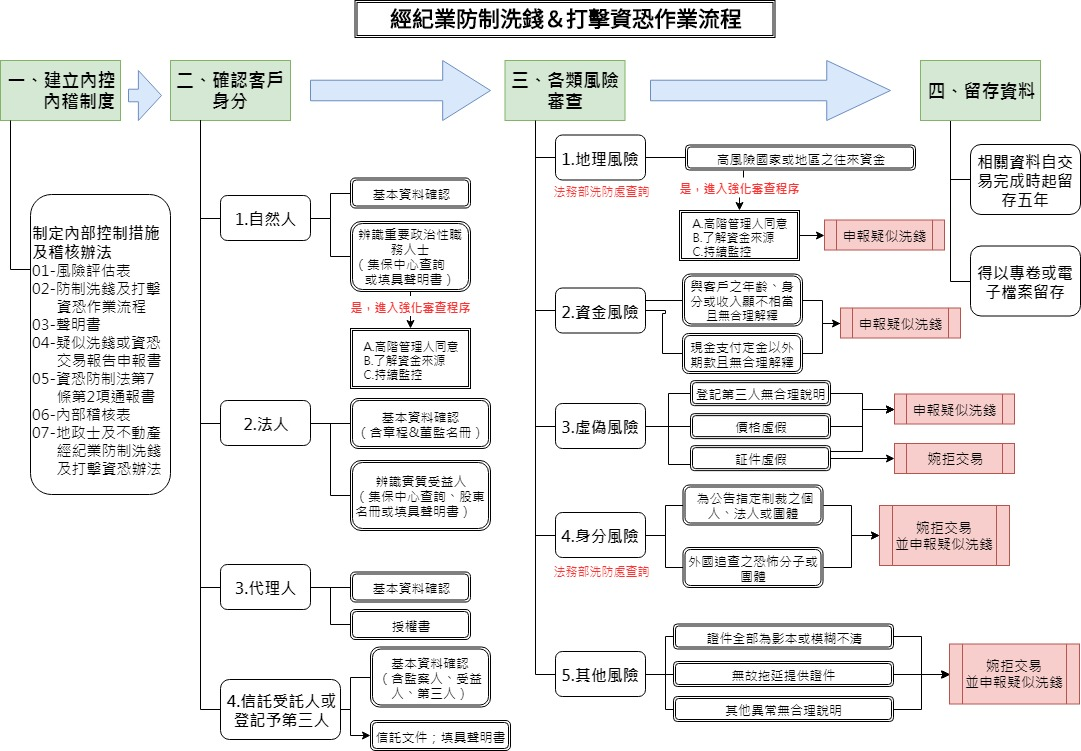 經紀業防制洗錢＆打擊資恐作業流程
一、建立內控
內稽制度
制定內部控制措施
及稽核辦法
01-風險評估表
02-防制洗錢及打擊
資恐作業流程
03-聲明書
04-疑似洗錢或資恐
交易報告申報書
05-資恐防制法第7
條第2項通報書
06-內部稽核表
07-地政士及不動產
經紀業防制洗錢
及打擊資恐辦法
二、確認客戶
身分
1.自然人
基本資料確認
辨識重要政治性職
務人士
（集保中心查詢
或填具聲明書）
是，進入強化審查程序
A.高階管理人同意
B.了解資金來源
C.持續監控
2.法人
基本資料確認
（含章程&董監名冊）
辨識實質受益人
（集保中心查詢、股東
名冊或填具聲明書）
3.代理人
基本資料確認
授權書
4.信託受託人或
登記予第三人
基本資料確認
（含監察人、受益
人、第三人）
信託文件；填具聲明書
三、各類風險
審查
1.地理風險
法務部洗防處查詢
高風險國家或地區之往來資金
是，進入強化審查程序
A.高階管理人同意
B.了解資金來源
C.持續監控
申報疑似洗錢
2.資金風險
與客戶之年齡、身
分或收入顯不相當
且無合理解釋
現金支付定金以外
期款且無合理解釋
申報疑似洗錢
3.虛偽風險
登記第三人無合理說明
價格虛假
証件虛假
申報疑似洗錢
婉拒交易
4.身分風險
法務部洗防處查詢
為公告指定制裁之個
人、法人或團體
外國追查之恐怖分子或
團體
婉拒交易
並申報疑似洗錢
5.其他風險
證件全部為影本或模糊不清
無故拖延提供證件
其他異常無合理說明
婉拒交易
並申報疑似洗錢
四、留存資料
相關資料自交
易完成時起留
存五年
得以專卷或電
子檔案留存